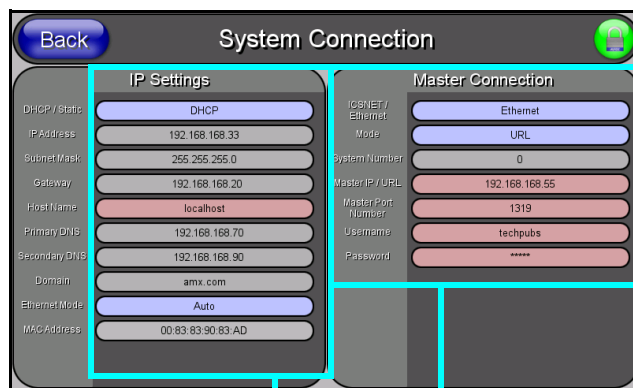 Back
System Connection
IP Settings
DHCP / Static DHCP
IP Address 192.168.168.33
Subnet Mask 255.255.255.0
Gateway 192.168.168.20
Host Name localhost
Primary DNS 192.168.168.70
Secondary DNS 192.168.168.90
Domain amx.com
Ethernet Mode Auto
MAC Address 00:83:83:90:83:AD
Master Connection
ICSNET /
Ethernet Ethernet
Mode URL
System Number 0
Master IP / URL 192.168.168.55
Master Port
Number 1319
Username techpubs
Password *****